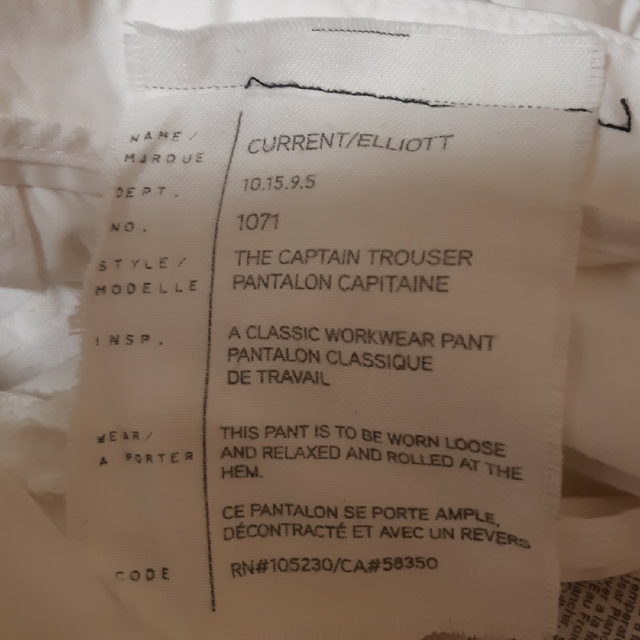 NAME/ CURRENT/ELLIOTT
MARQUE
DEPT. 10.15.9.5
NO. 1071
STYLE/ THE CAPTAIN TROUSER
MODELLE PANTALON CAPITAINE
INSP. A CLASSIC WORKWEAR PANT
PANTALON CLASSIQUE
DE TRAVAIL
WEAR/ THIS PANT IS TO BE WORN LOOSE
A PORTER AND RELAXED AND ROLLED AT THE
HEM.
CE PANTALON SE PORTE AMPLE,
DÉCONTRACTÉ ET AVEC UN REVERS
CODE RN#105230/CA#58350